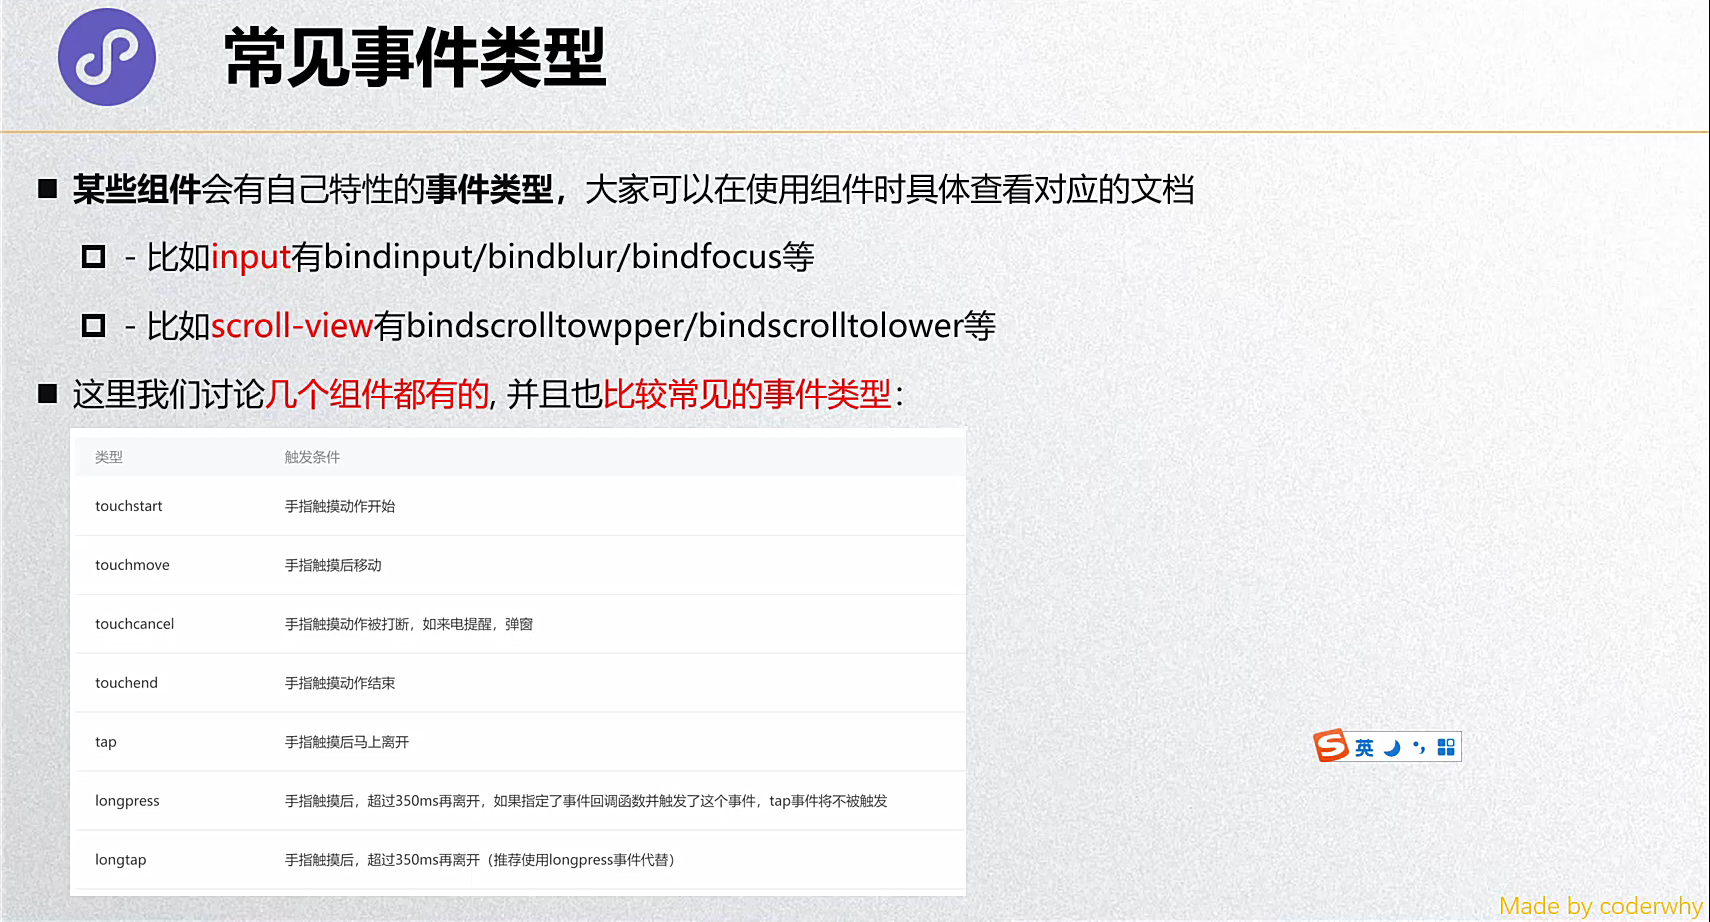 常见事件类型
某些组件会有自己特性的事件类型，大家可以在使用组件时具体查看对应的文档
- 比如input有bindinput/bindblur/bindfocus等
- 比如scroll-view有bindscrolltowpper/bindscrolltolower等
这里我们讨论几个组件都有的, 并且也比较常见的事件类型：
类型 触发条件
touchstart 手指触摸动作开始
touchmove 手指触摸后移动
touchcancel 手指触摸动作被打断，如来电提醒，弹窗
touchend 手指触摸动作结束
tap 手指触摸后马上离开
longpress 手指触摸后，超过350ms再离开，如果指定了事件回调函数并触发了这个事件，tap事件将不被触发
longtap 手指触摸后，超过350ms再离开（推荐使用longpress事件代替）
S 英
Made by coderwhy